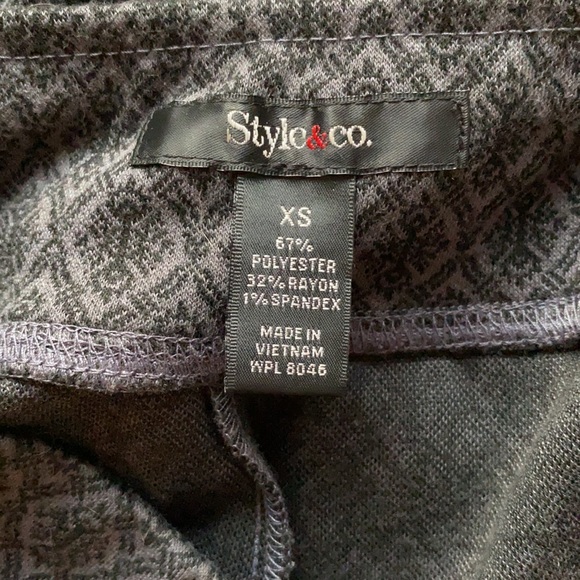 Style&co.
XS
67%
POLYESTER
32% RAYON
1% SPANDEX
MADE IN
VIETNAM
WPL 8046